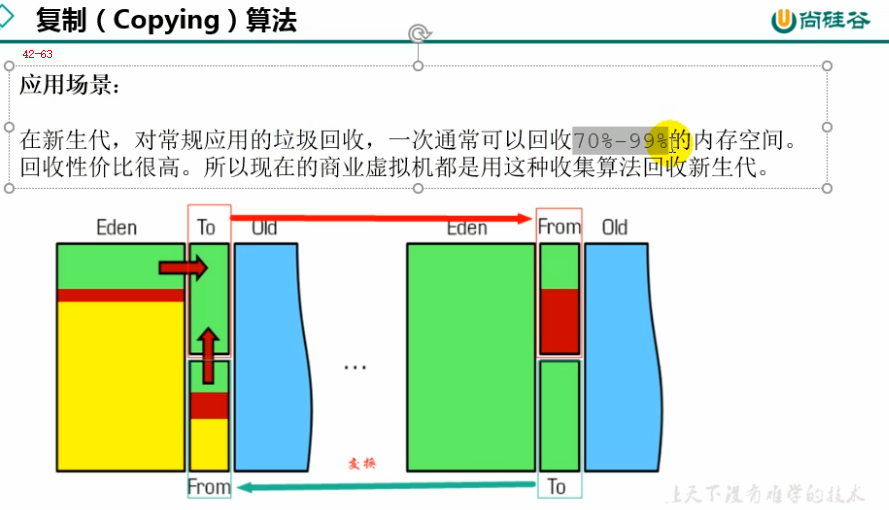 复制（Copying）算法
尚硅谷
42-63
应用场景：
在新生代，对常规应用的垃圾回收，一次通常可以回收70%-99%的内存空间。
回收性价比很高。所以现在的商业虚拟机都是用这种收集算法回收新生代。
Eden To Old Eden From Old
...
变换
From To
上天下没有难学的技术